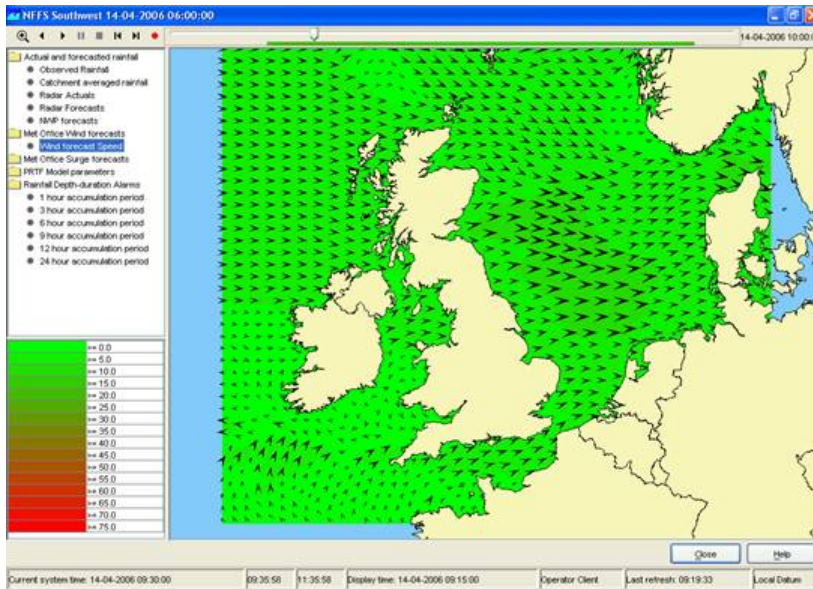 NFFS Southwest 14-04-2006 06:00:00
14-04-2006 10:00:0
Actual and forecasted rainfall
Observed Rainfall
Catchment averaged rainfall
Radar Actuals
Radar Forecasts
NWP forecasts
Met Office Wind forecasts
Wind forecast Speed
Met Office Surge forecasts
PRTF Model parameters
Rainfall Depth-duration Alarms
1 hour accumulation period
3 hour accumulation period
6 hour accumulation period
9 hour accumulation period
12 hour accumulation period
24 hour accumulation period
>= 0.0
>= 5.0
>= 10.0
>= 15.0
>= 20.0
>= 25.0
>= 30.0
>= 35.0
>= 40.0
>= 45.0
>= 50.0
>= 55.0
>= 60.0
>= 65.0
>= 70.0
>= 75.0
Close Help
Current system time: 14-04-2006 09:30:00 09:35:58 11:35:58 Display time: 14-04-2006 09:15:00 Operator Client Last refresh: 09:19:33 Local Datum